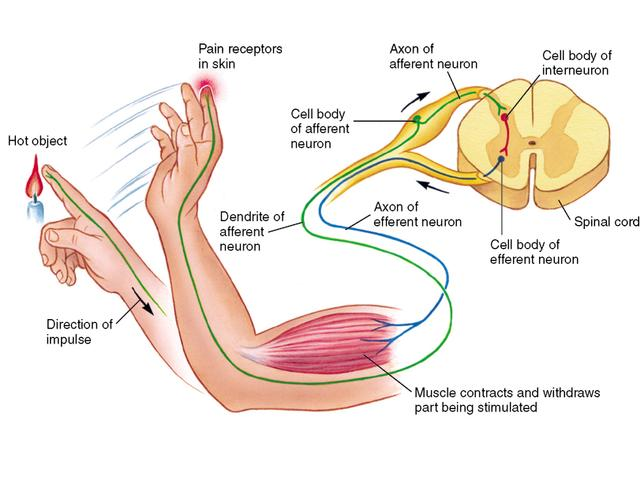 Pain receptors
in skin
Axon of
afferent neuron
Cell body of
interneuron
Hot object
Cell body
of afferent
neuron
Dendrite of
afferent
neuron
Axon of
efferent neuron
Spinal cord
Cell body of
efferent neuron
Direction of
impulse
Muscle contracts and withdraws
part being stimulated